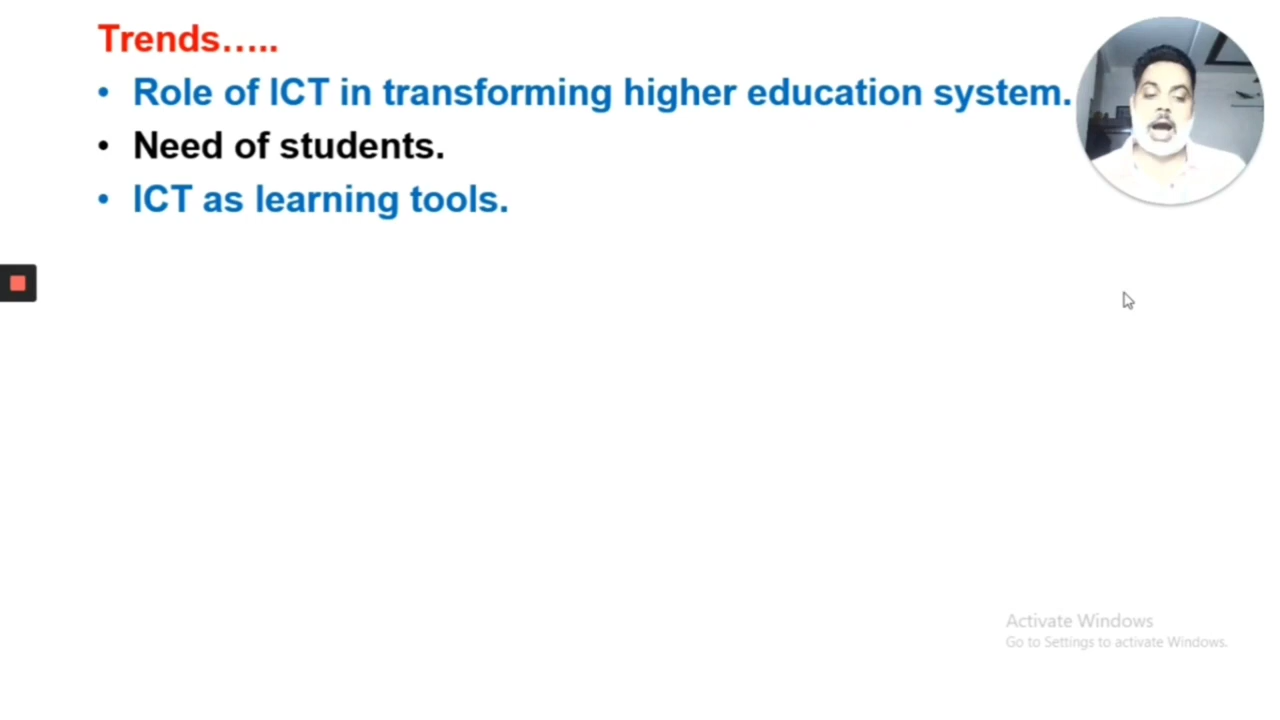 Trends…..
• Role of ICT in transforming higher education system.
• Need of students.
• ICT as learning tools.
Activate Windows
Go to Settings to activate Windows.